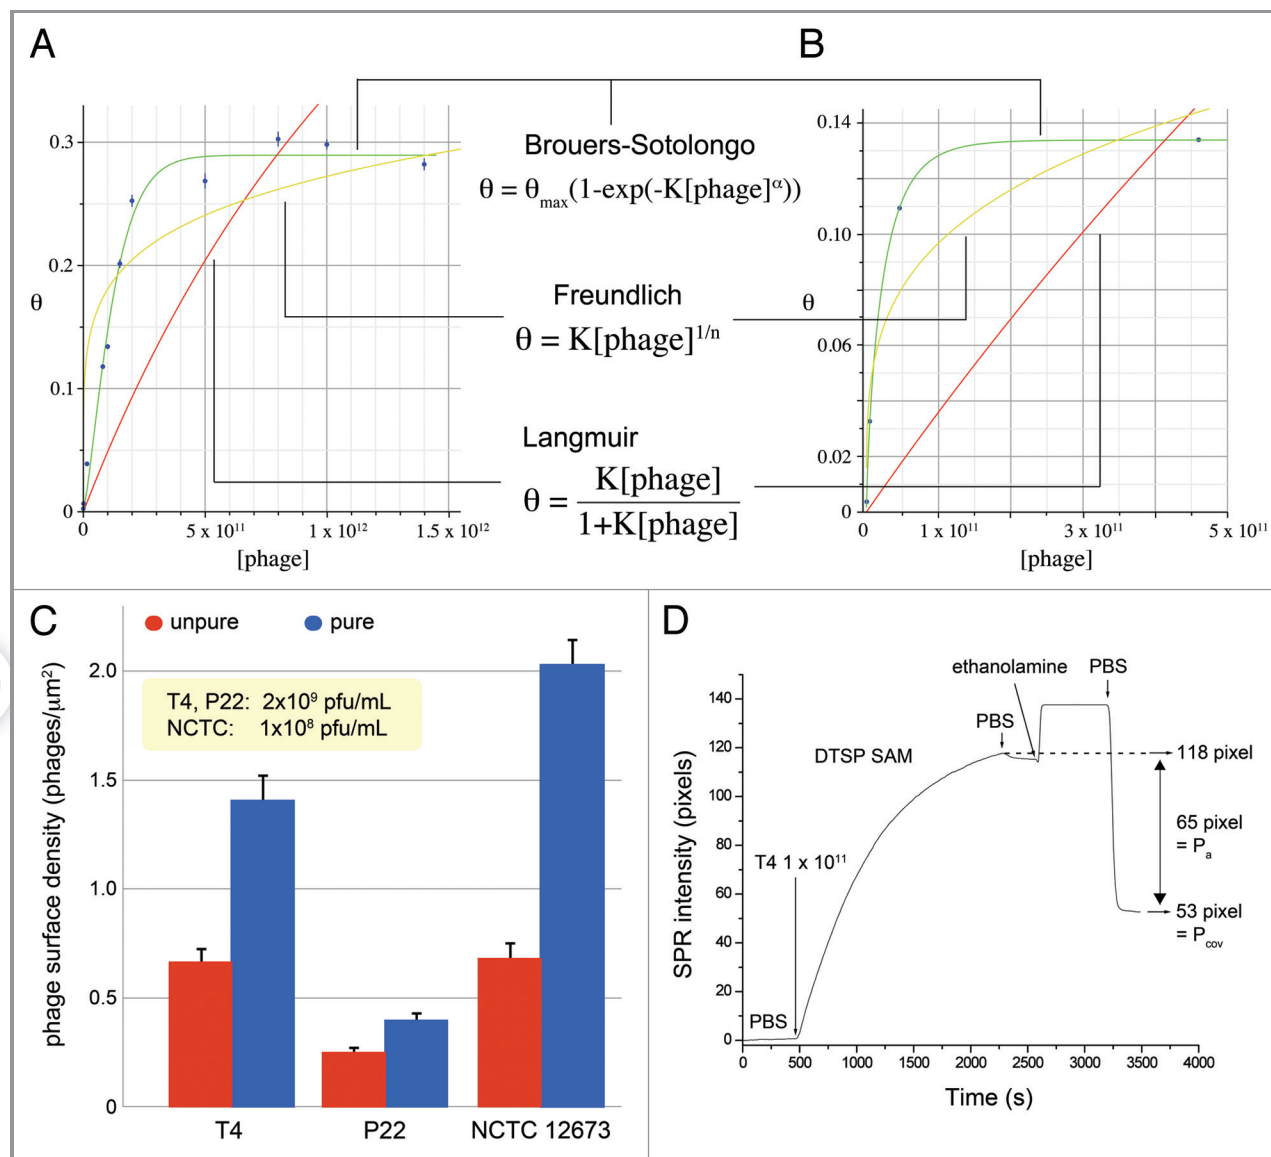 A
B
0.3
0.2
0.1
0
θ
0
5 x 10¹¹
1 x 10¹²
1.5 x 10¹²
[phage]
Brouers-Sotolongo
θ = θmax(1-exp(-K[phage]ᵅ))
Freundlich
θ = K[phage]¹/ⁿ
Langmuir
θ = K[phage]
1+K[phage]
0.14
0.10
0.06
0.02
0
θ
0
1 x 10¹¹
3 x 10¹¹
5 x 10¹¹
[phage]
C
unpure
pure
T4, P22: 2x10⁹ pfu/mL
NCTC: 1x10⁸ pfu/mL
phage surface density (phages/μm²)
2.0
1.5
1.0
0.5
0
T4
P22
NCTC 12673
D
ethanolamine
PBS
PBS
DTSP SAM
118 pixel
65 pixel
= Pa
53 pixel
= Pcov
T4 1 x 10¹¹
PBS
SPR intensity (pixels)
140
120
100
80
60
40
20
0
0
500
1000
1500
2000
2500
3000
3500
4000
Time (s)